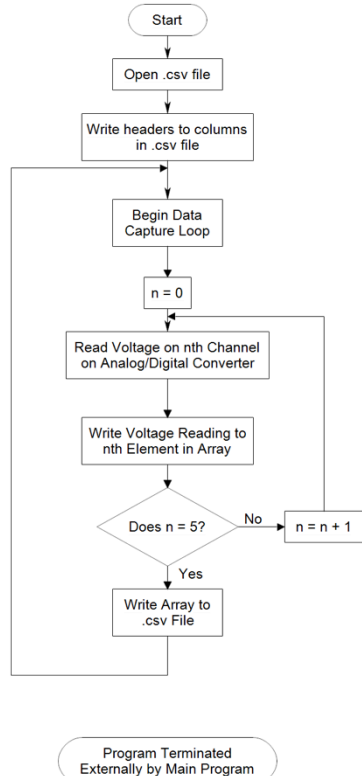 Start
Open .csv file
Write headers to columns
in .csv file
Begin Data
Capture Loop
n = 0
Read Voltage on nth Channel
on Analog/Digital Converter
Write Voltage Reading to
nth Element in Array
Does n = 5?
No
n = n + 1
Yes
Write Array to
.csv File
Program Terminated
Externally by Main Program